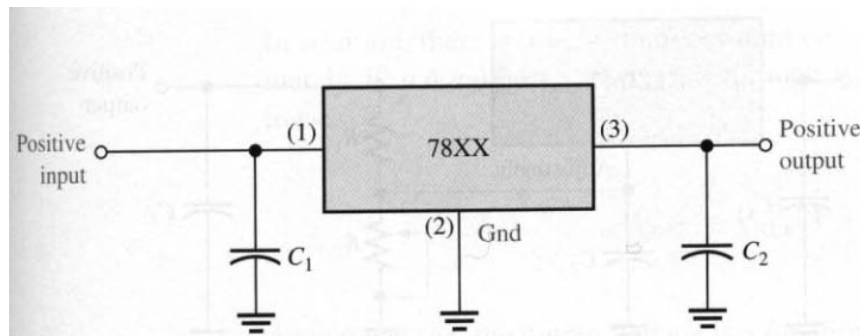 Positive
input
(1)
78XX
(3)
Positive
output
(2)
Gnd
C1
C2